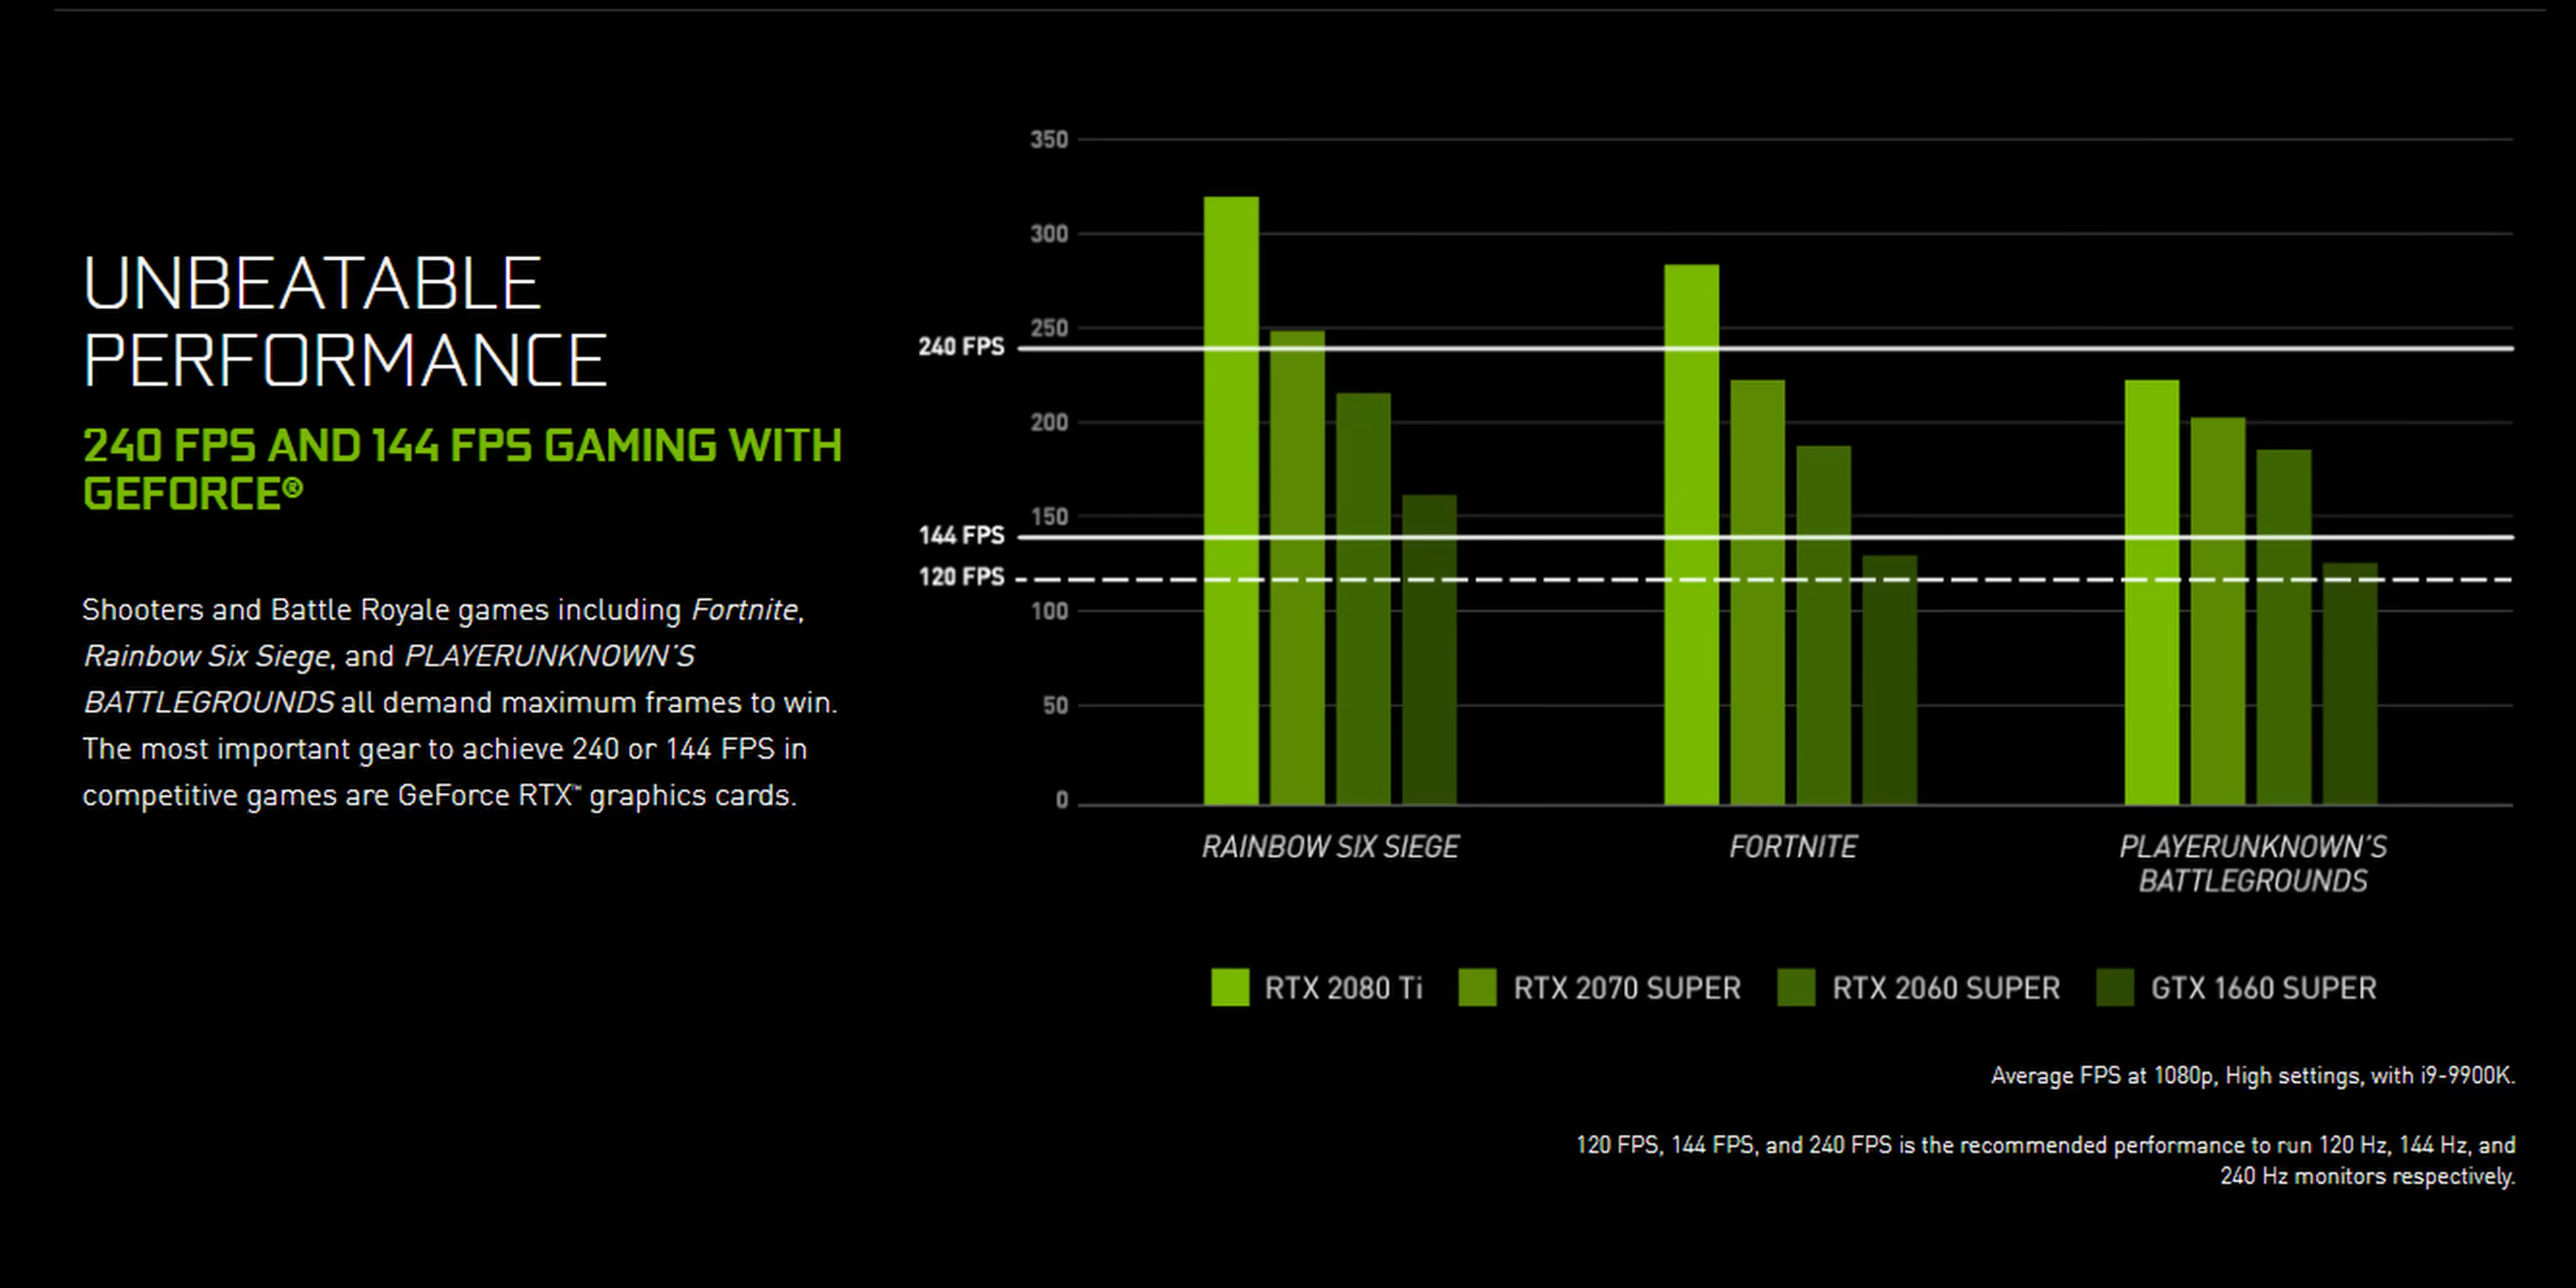 UNBEATABLE
PERFORMANCE
240 FPS AND 144 FPS GAMING WITH
GEFORCE®
Shooters and Battle Royale games including Fortnite,
Rainbow Six Siege, and PLAYERUNKNOWN'S
BATTLEGROUNDS all demand maximum frames to win.
The most important gear to achieve 240 or 144 FPS in
competitive games are GeForce RTX™ graphics cards.
350
300
250
240 FPS
200
150
144 FPS
120 FPS
100
50
0
RAINBOW SIX SIEGE
FORTNITE
PLAYERUNKNOWN'S
BATTLEGROUNDS
RTX 2080 Ti
RTX 2070 SUPER
RTX 2060 SUPER
GTX 1660 SUPER
Average FPS at 1080p, High settings, with i9-9900K.
120 FPS, 144 FPS, and 240 FPS is the recommended performance to run 120 Hz, 144 Hz, and
240 Hz monitors respectively.